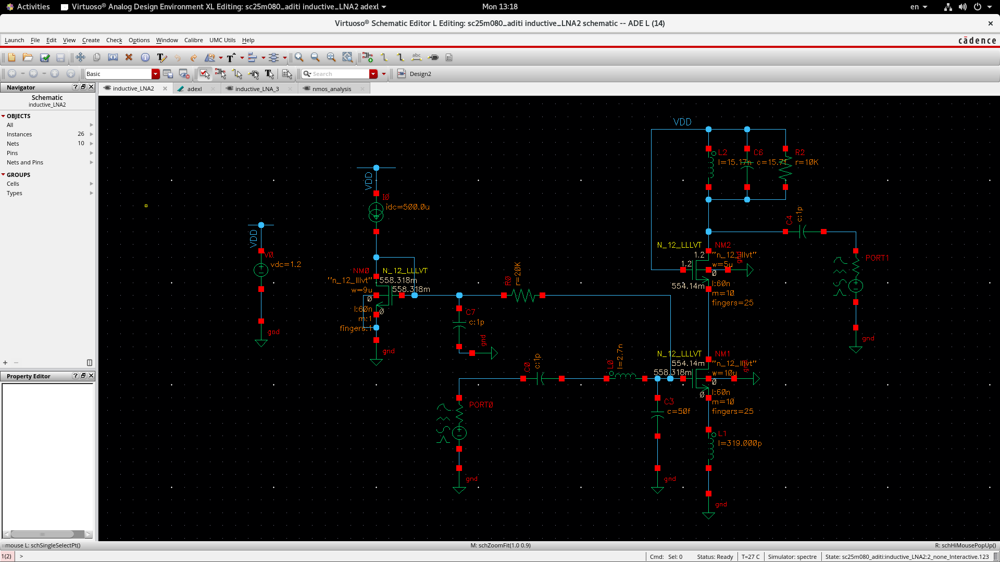 Activities
Virtuoso® Analog Design Environment XL Editing: sc25m080_aditi inductive_LNA2 adexl
Mon 13:18
en
Virtuoso® Schematic Editor L Editing: sc25m080_aditi inductive_LNA2 schematic -- ADE L (14)
Launch File Edit View Create Check Options Window Calibre UMC Utils Help
cādence
Basic
Search
Design2
Navigator
inductive_LNA2 adexl inductive_LNA_3 nmos_analysis
Schematic
inductive_LNA2
OBJECTS
All
Instances 26
Nets 10
Pins
Nets and Pins
GROUPS
Cells
Types
Property Editor
VDD
L2
l=15.17n
C6
R2
r=10K
VDD
I0
idc=500.0u
VDD
V0
vdc=1.2
gnd
NM0
N_12_LLLVT
"n_12_lllvt"
558.318m
w=9u
558.318m
0
l:60n
0
m:1
fingers:1
gnd
R0
r=20K
C7
c:1p
gnd
C4
c:1p
N_12_LLLVT
NM2
1.2
"n_12_lllvt"
1.2
w=5u
gnd
0
554.14m
l:60n
m=10
fingers=25
PORT1
gnd
C0
c:1p
L0
l=2.7n
N_12_LLLVT
NM1
554.14m
"n_12_lllvt"
558.318m
w=10u
0
0
l:60n
m=10
fingers=25
PORT0
gnd
C3
c=50f
gnd
L1
l=319.000p
gnd
mouse L: schSingleSelectPt()
M: schZoomFit(1.0 0.9)
R: schHiMousePopUp()
1(2)
>
Cmd: Sel: 0
Status: Ready
T=27 C
Simulator: spectre
State: sc25m080_aditi:inductive_LNA2:2_none_Interactive.123